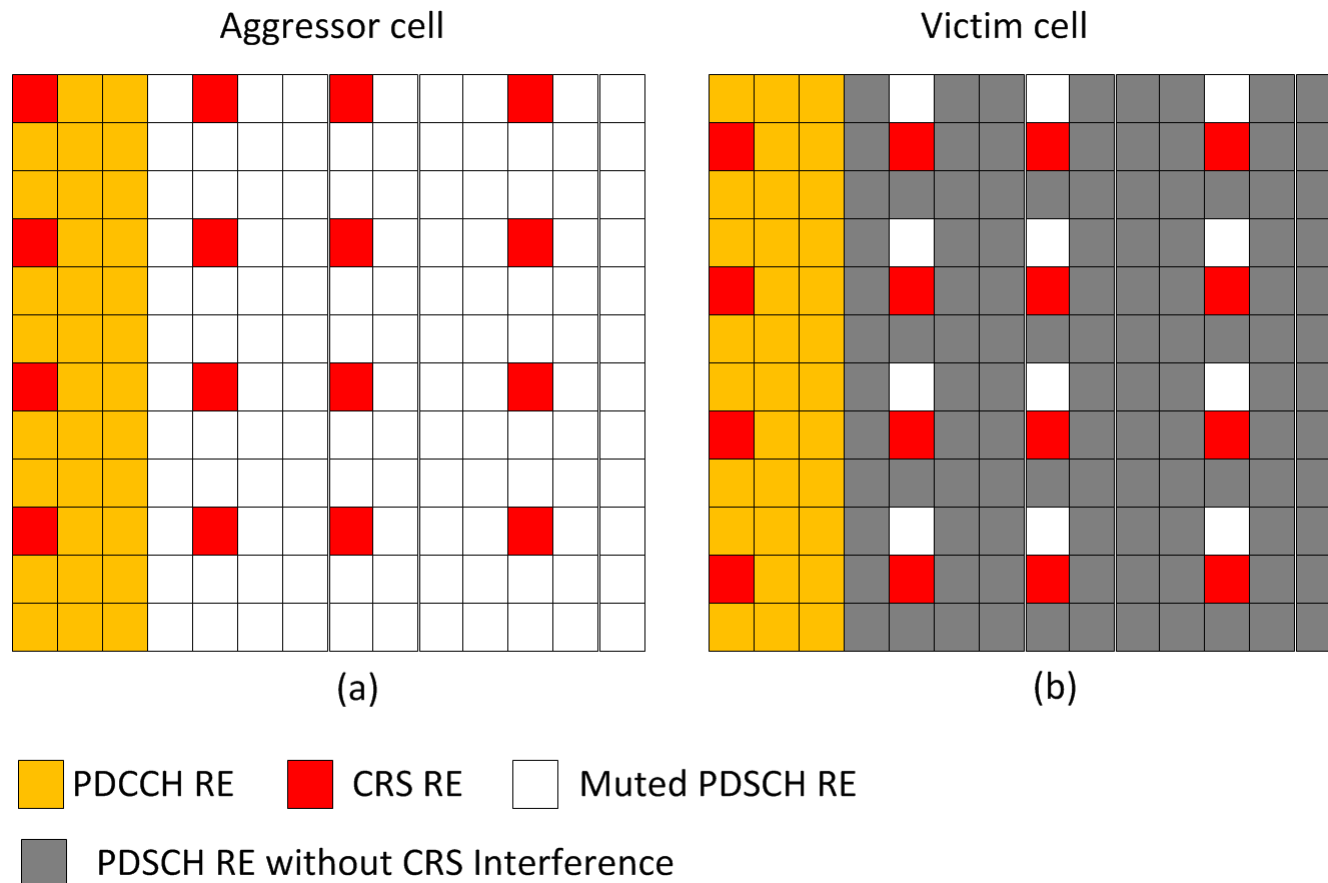 Aggressor cell
Victim cell
(a)
(b)
PDCCH RE
CRS RE
Muted PDSCH RE
PDSCH RE without CRS Interference